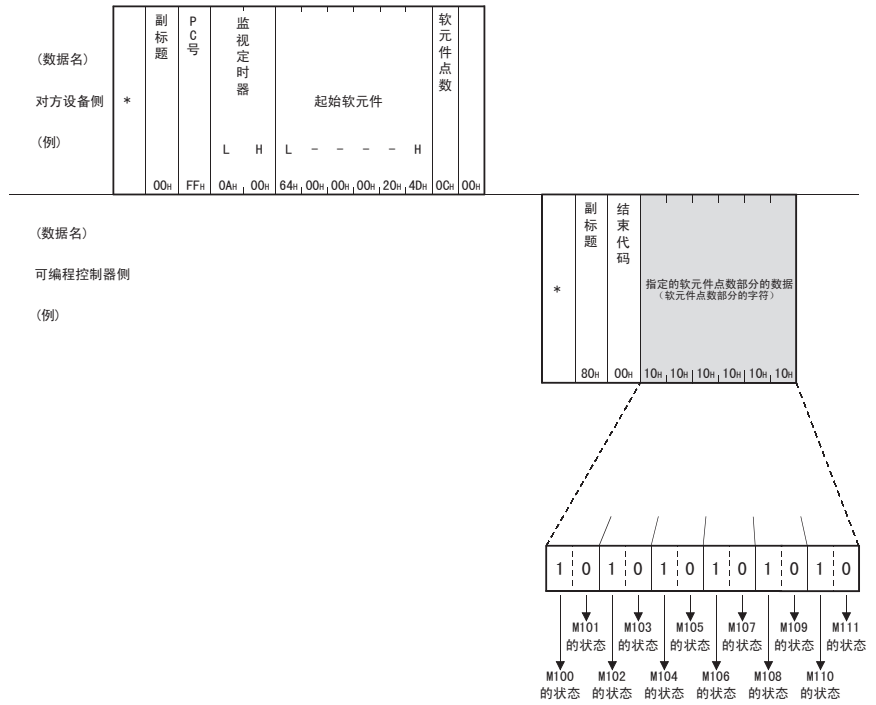 (数据名)
对方设备侧
(例)
*
副标题
00H
PC号
FFH
监视定时器
L H
0AH 00H
起始软元件
L - - - - H
64H 00H 00H 00H 20H 4DH
软元件点数
0CH 00H
(数据名)
可编程控制器侧
(例)
*
副标题
80H
结束代码
00H
指定的软元件点数部分的数据
(软元件点数部分的字符)
10H 10H 10H 10H 10H 10H
1 0 1 0 1 0 1 0 1 0 1 0
M101 M103 M105 M107 M109 M111
的状态 的状态 的状态 的状态 的状态 的状态
M100 M102 M104 M106 M108 M110
的状态 的状态 的状态 的状态 的状态 的状态